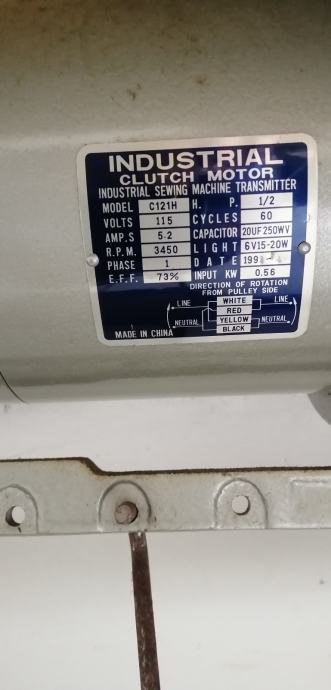 INDUSTRIAL
CLUTCH MOTOR
INDUSTRIAL SEWING MACHINE TRANSMITTER
MODEL C121H H. P. 1/2
VOLTS 115 CYCLES 60
AMP.S 5.2 CAPACITOR 20UF250WV
R.P.M. 3450 LIGHT 6V15-20W
PHASE 1 DATE 199
E.F.F. 73% INPUT KW 0.56
DIRECTION OF ROTATION
FROM PULLEY SIDE
LINE WHITE LINE
RED
NEUTRAL YELLOW NEUTRAL
BLACK
MADE IN CHINA